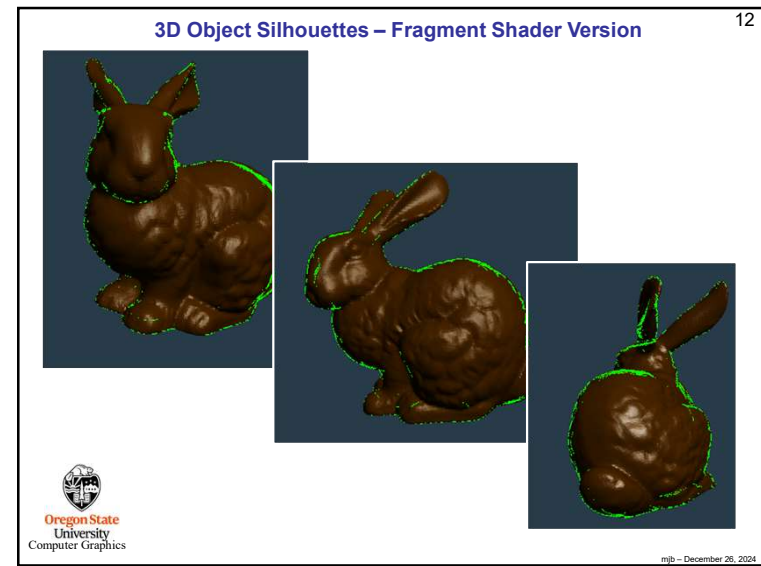 12
3D Object Silhouettes – Fragment Shader Version
Oregon State
University
Computer Graphics
mjb – December 26, 2024